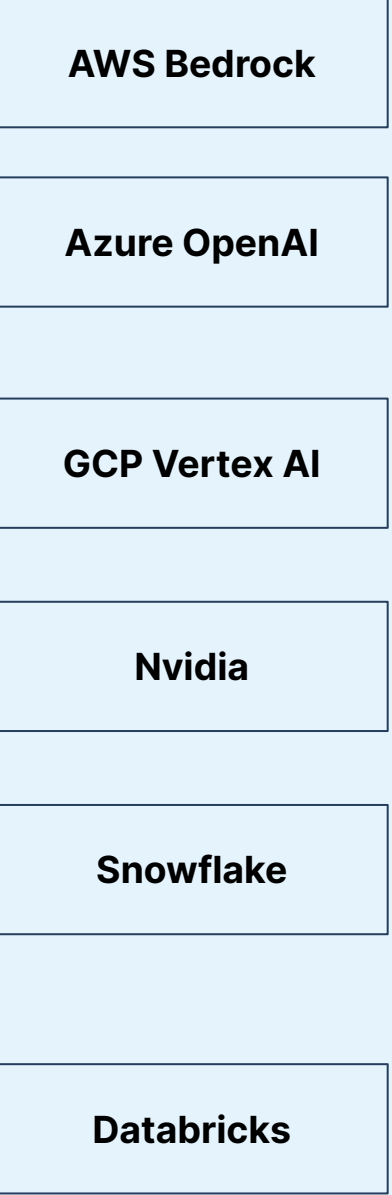 AWS Bedrock
Azure OpenAI
GCP Vertex AI
Nvidia
Snowflake
Databricks